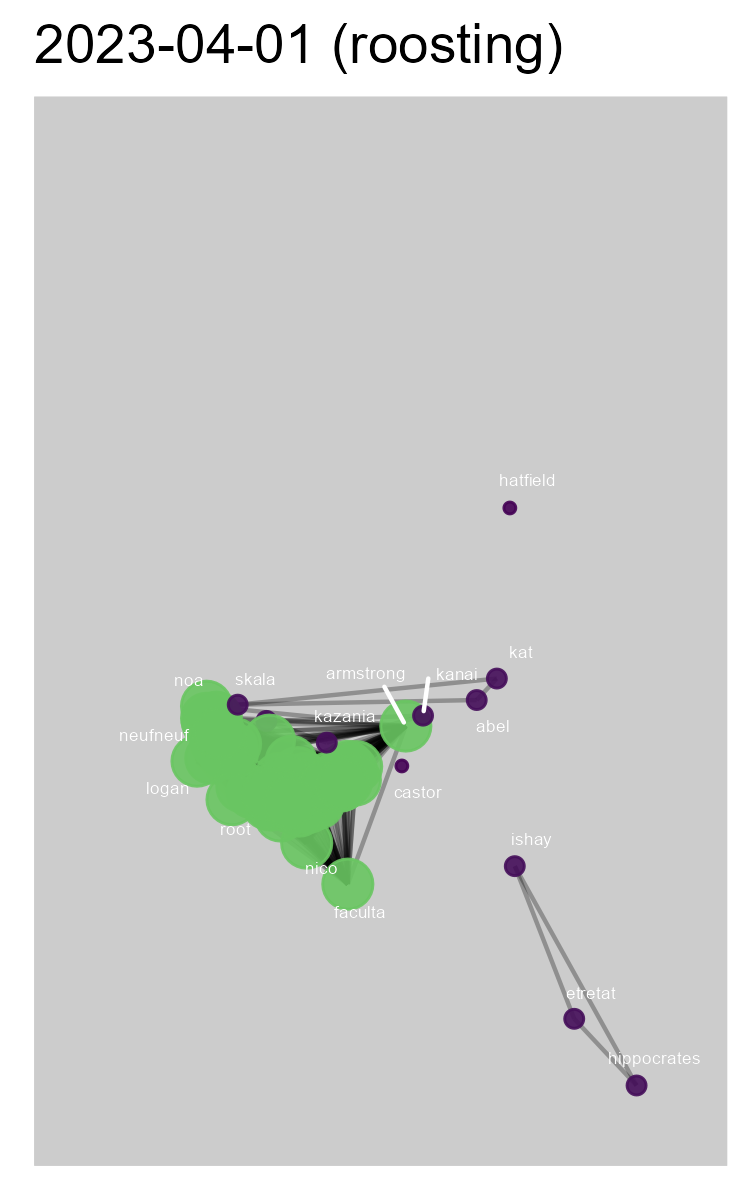 2023-04-01 (roosting)
hatfield
kat
armstrong
kanai
noa
skala
kazania
abel
neufneuf
logan
castor
root
ishay
nico
faculta
etretat
hippocrates